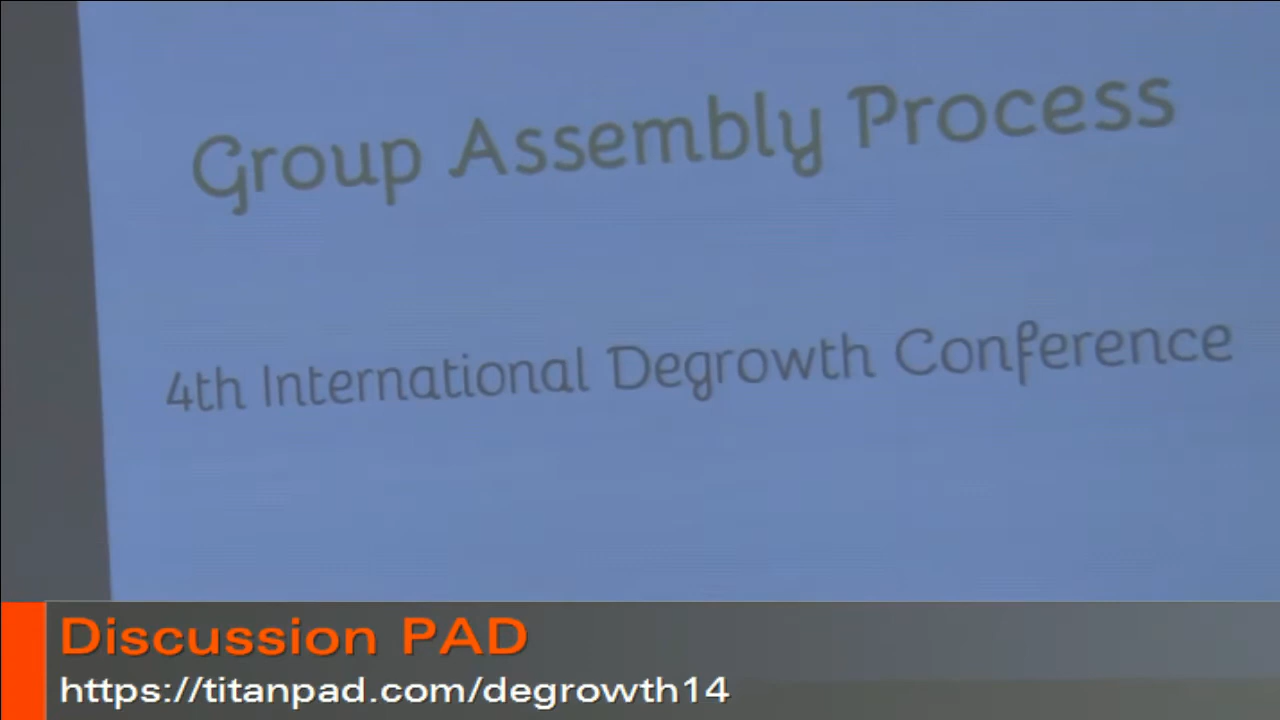 Group Assembly Process
4th International Degrowth Conference
Discussion PAD
https://titanpad.com/degrowth14